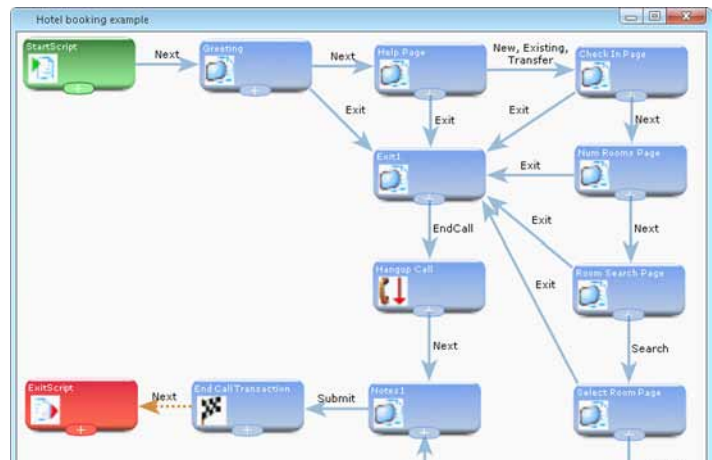 Hotel booking example
StartScript
Next
Greeting
Next
Help Page
New, Existing,
Transfer
Check In Page
Exit
Exit
Exit
Next
Exit1
Exit
Num Rooms Page
EndCall
Exit
Next
Hangup Call
Exit
Room Search Page
Next
Search
ExitScript
Next
End Call Transaction
Submit
Notes1
Select Room Page